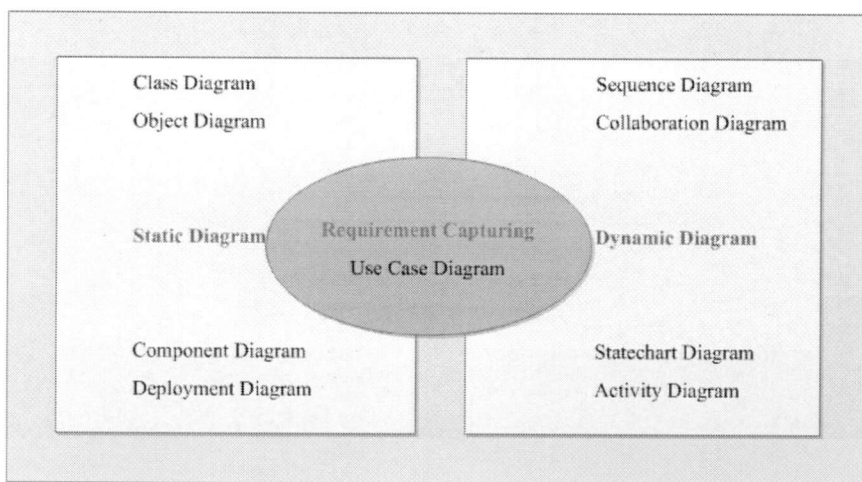 Class Diagram
Object Diagram
Static Diagram
Component Diagram
Deployment Diagram
Requirement Capturing
Use Case Diagram
Sequence Diagram
Collaboration Diagram
Dynamic Diagram
Statechart Diagram
Activity Diagram